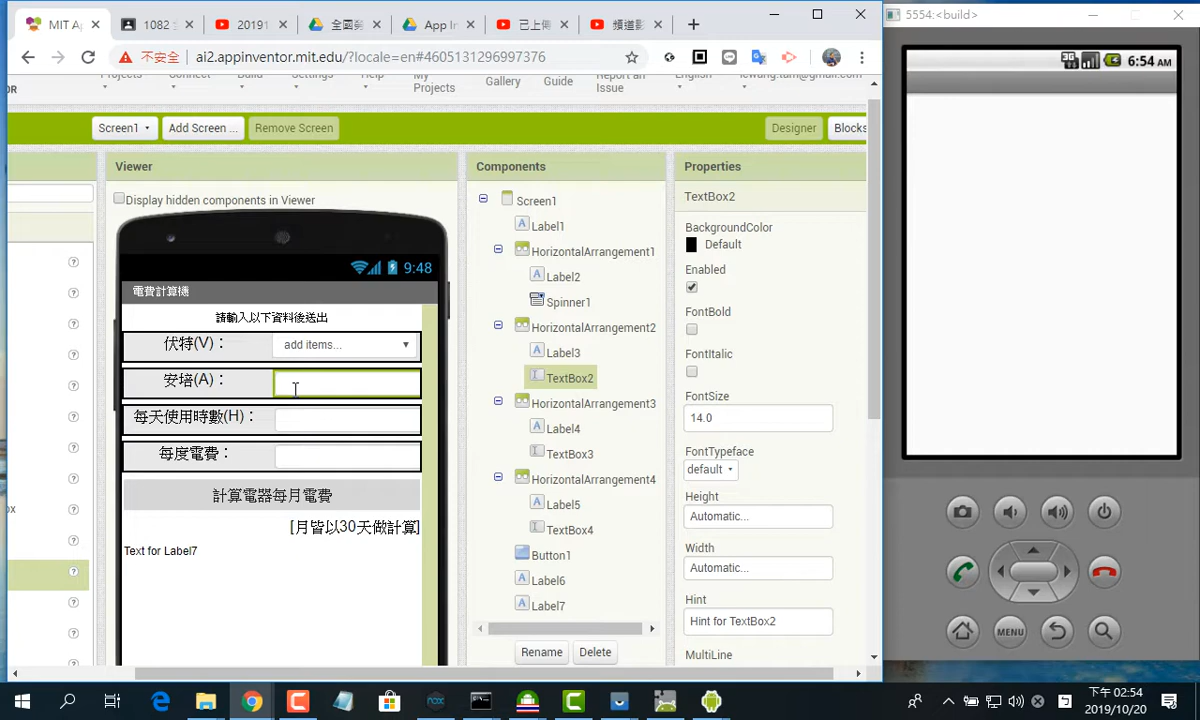 MIT Ap
1082
20191
全國勞
App In
已上傳
頻道影
5554:<build>
不安全
ai2.appinventor.mit.edu/?locale=en#4605131296997376
6:54 AM
Projects
Connect
Build
Settings
Help
My Projects
Gallery
Guide
Report an Issue
English
OR
Screen1
Add Screen ...
Remove Screen
Designer
Blocks
Viewer
Components
Properties
Display hidden components in Viewer
9:48
電費計算機
請輸入以下資料後送出
伏特(V)：
add items...
安培(A)：
每天使用時數(H)：
每度電費：
計算電器每月電費
[月皆以30天做計算]
Text for Label7
Screen1
Label1
HorizontalArrangement1
Label2
Spinner1
HorizontalArrangement2
Label3
TextBox2
HorizontalArrangement3
Label4
TextBox3
HorizontalArrangement4
Label5
TextBox4
Button1
Label6
Label7
Rename
Delete
TextBox2
BackgroundColor
Default
Enabled
FontBold
FontItalic
FontSize
14.0
FontTypeface
default
Height
Automatic...
Width
Automatic...
Hint
Hint for TextBox2
MultiLine
MENU
下午 02:54
2019/10/20